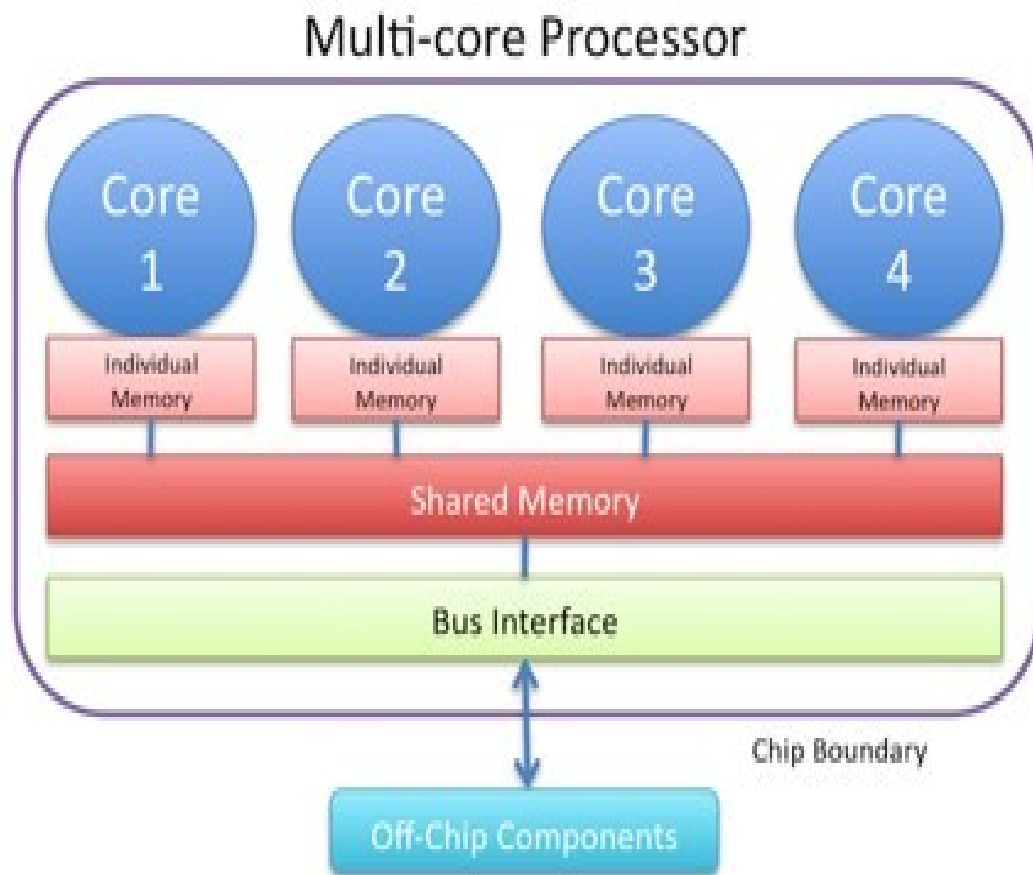 Multi-core Processor
Core
1
Core
2
Core
3
Core
4
Individual
Memory
Individual
Memory
Individual
Memory
Individual
Memory
Shared Memory
Bus Interface
Chip Boundary
Off-Chip Components